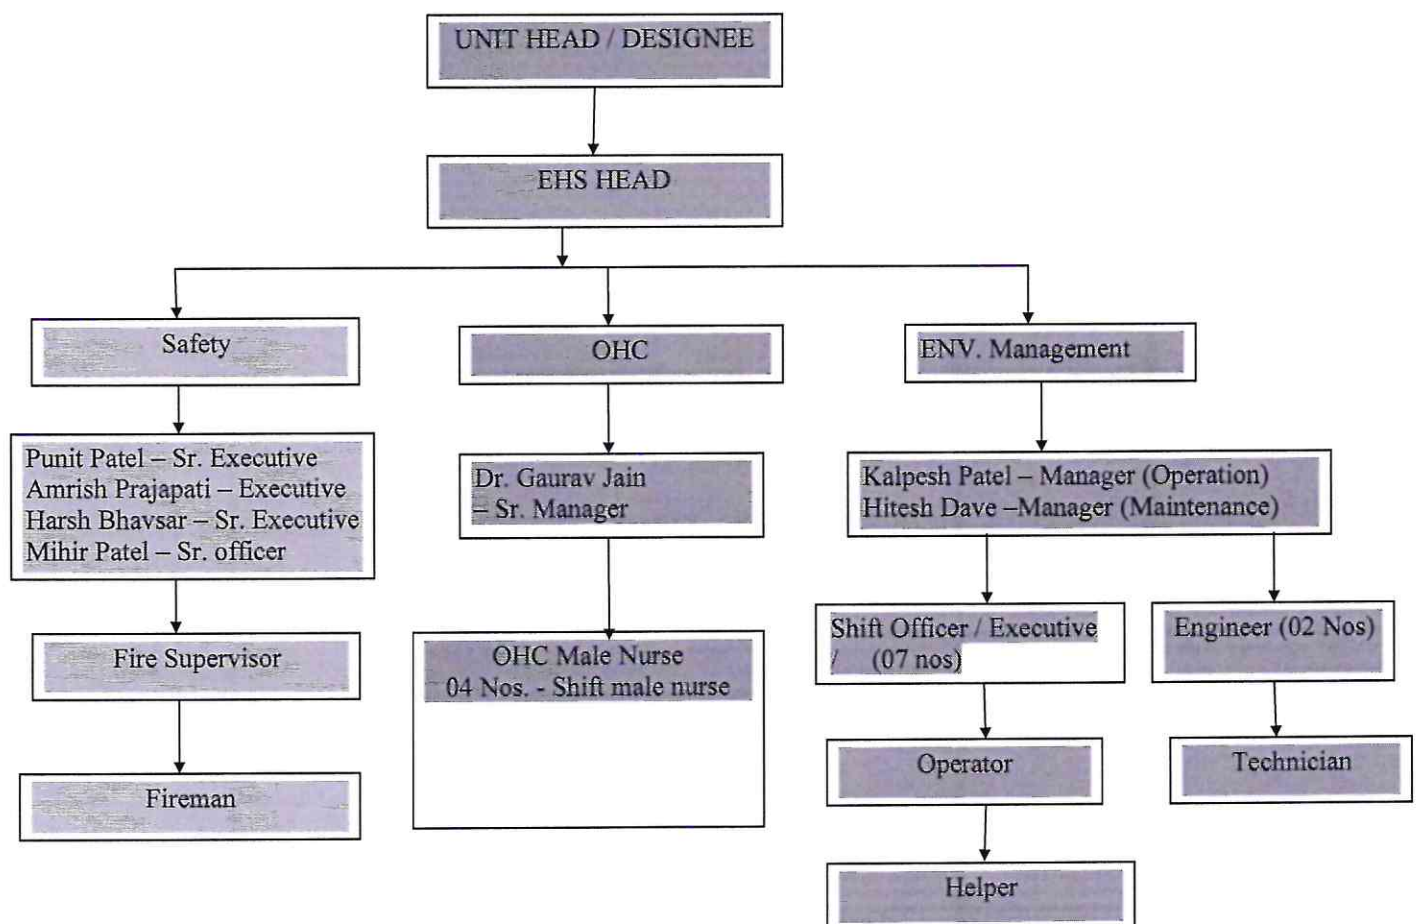 UNIT HEAD / DESIGNEE
EHS HEAD
Safety
OHC
ENV. Management
Punit Patel – Sr. Executive
Amrish Prajapati – Executive
Harsh Bhavsar – Sr. Executive
Mihir Patel – Sr. officer
Dr. Gaurav Jain
– Sr. Manager
Kalpesh Patel – Manager (Operation)
Hitesh Dave –Manager (Maintenance)
Fire Supervisor
OHC Male Nurse
04 Nos. - Shift male nurse
Shift Officer / Executive
/ (07 nos)
Engineer (02 Nos)
Fireman
Operator
Technician
Helper